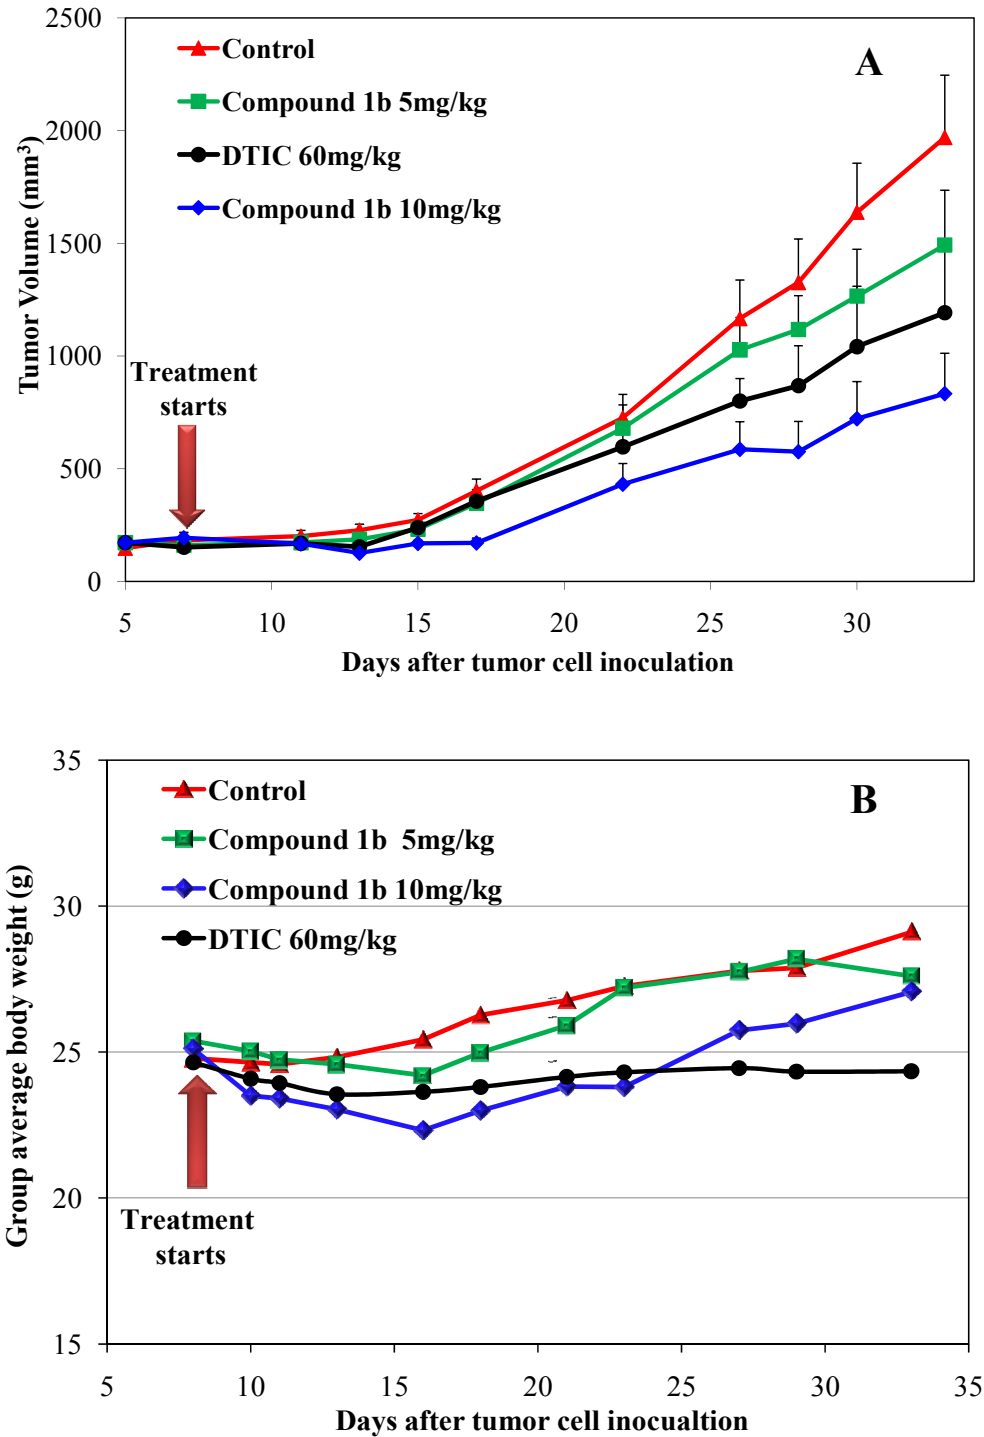 2500
2000
1500
1000
500
0
Tumor Volume (mm³)
Control
Compound 1b 5mg/kg
DTIC 60mg/kg
Compound 1b 10mg/kg
A
Treatment
starts
5 10 15 20 25 30
Days after tumor cell inoculation
35
30
25
20
15
Group average body weight (g)
Control
Compound 1b 5mg/kg
Compound 1b 10mg/kg
DTIC 60mg/kg
B
Treatment
starts
5 10 15 20 25 30 35
Days after tumor cell inocualtion